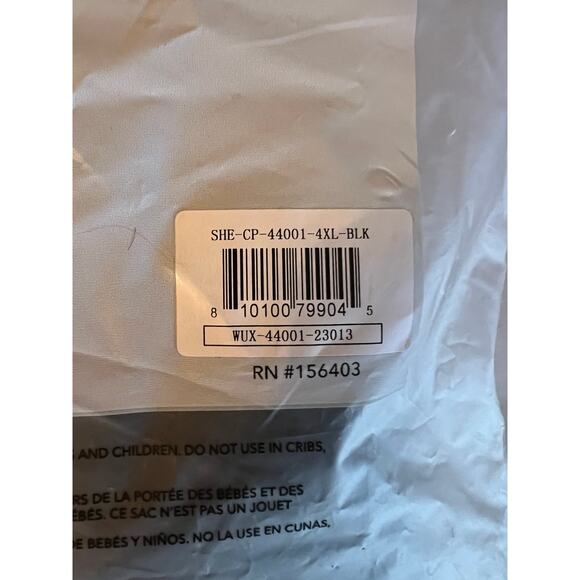 SHE-CP-44001-4XL-BLK
8 10100 79904 5
WUX-44001-23013
RN #156403
AND CHILDREN. DO NOT USE IN CRIBS,
DE LA PORTÉE DES BÉBÉS ET DES
CE SAC N'EST PAS UN JOUET
DE BEBÉS Y NIÑOS. NO LA USE EN CUNAS.